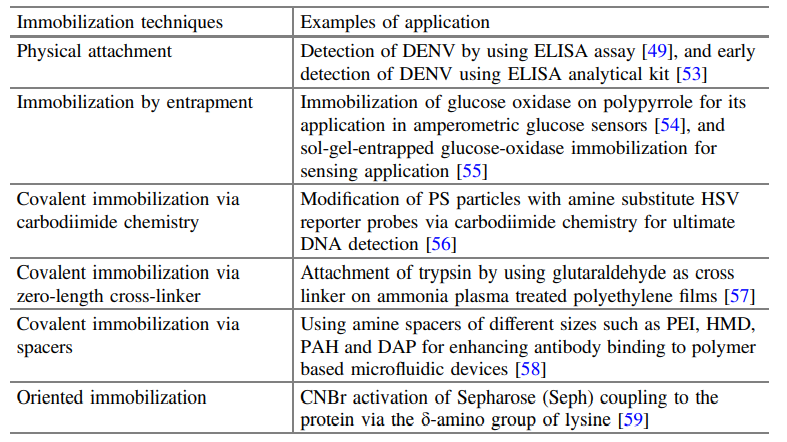 Immobilization techniques Examples of application
Physical attachment Detection of DENV by using ELISA assay [49], and early
detection of DENV using ELISA analytical kit [53]
Immobilization by entrapment Immobilization of glucose oxidase on polypyrrole for its
application in amperometric glucose sensors [54], and
sol-gel-entrapped glucose-oxidase immobilization for
sensing application [55]
Covalent immobilization via Modification of PS particles with amine substitute HSV
carbodiimide chemistry reporter probes via carbodiimide chemistry for ultimate
DNA detection [56]
Covalent immobilization via Attachment of trypsin by using glutaraldehyde as cross
zero-length cross-linker linker on ammonia plasma treated polyethylene films [57]
Covalent immobilization via Using amine spacers of different sizes such as PEI, HMD,
spacers PAH and DAP for enhancing antibody binding to polymer
based microfluidic devices [58]
Oriented immobilization CNBr activation of Sepharose (Seph) coupling to the
protein via the δ-amino group of lysine [59]